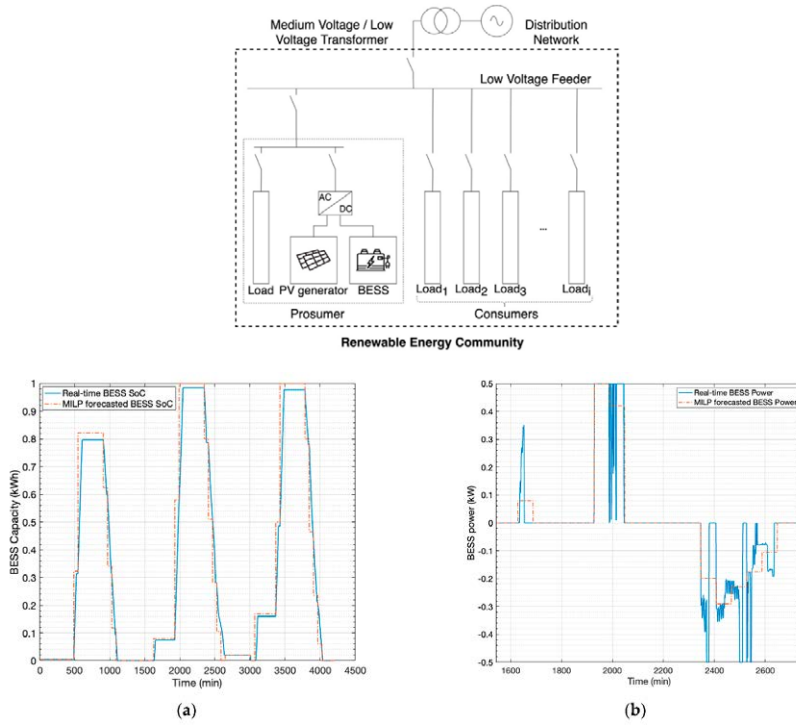 Medium Voltage / Low
Voltage Transformer
Distribution
Network
Low Voltage Feeder
AC
DC
Load
PV generator
BESS
Load1
Load2
Load3
...
Loadi
Prosumer
Consumers
Renewable Energy Community
Real-time BESS SoC
MILP forecasted BESS SoC
BESS Capacity (kWh)
1
0.9
0.8
0.7
0.6
0.5
0.4
0.3
0.2
0.1
0
0 500 1000 1500 2000 2500 3000 3500 4000 4500
Time (min)
(a)
Real-time BESS Power
MILP forecasted BESS Power
BESS power (kW)
0.5
0.4
0.3
0.2
0.1
0
-0.1
-0.2
-0.3
-0.4
-0.5
1600 1800 2000 2200 2400 2600
Time (min)
(b)